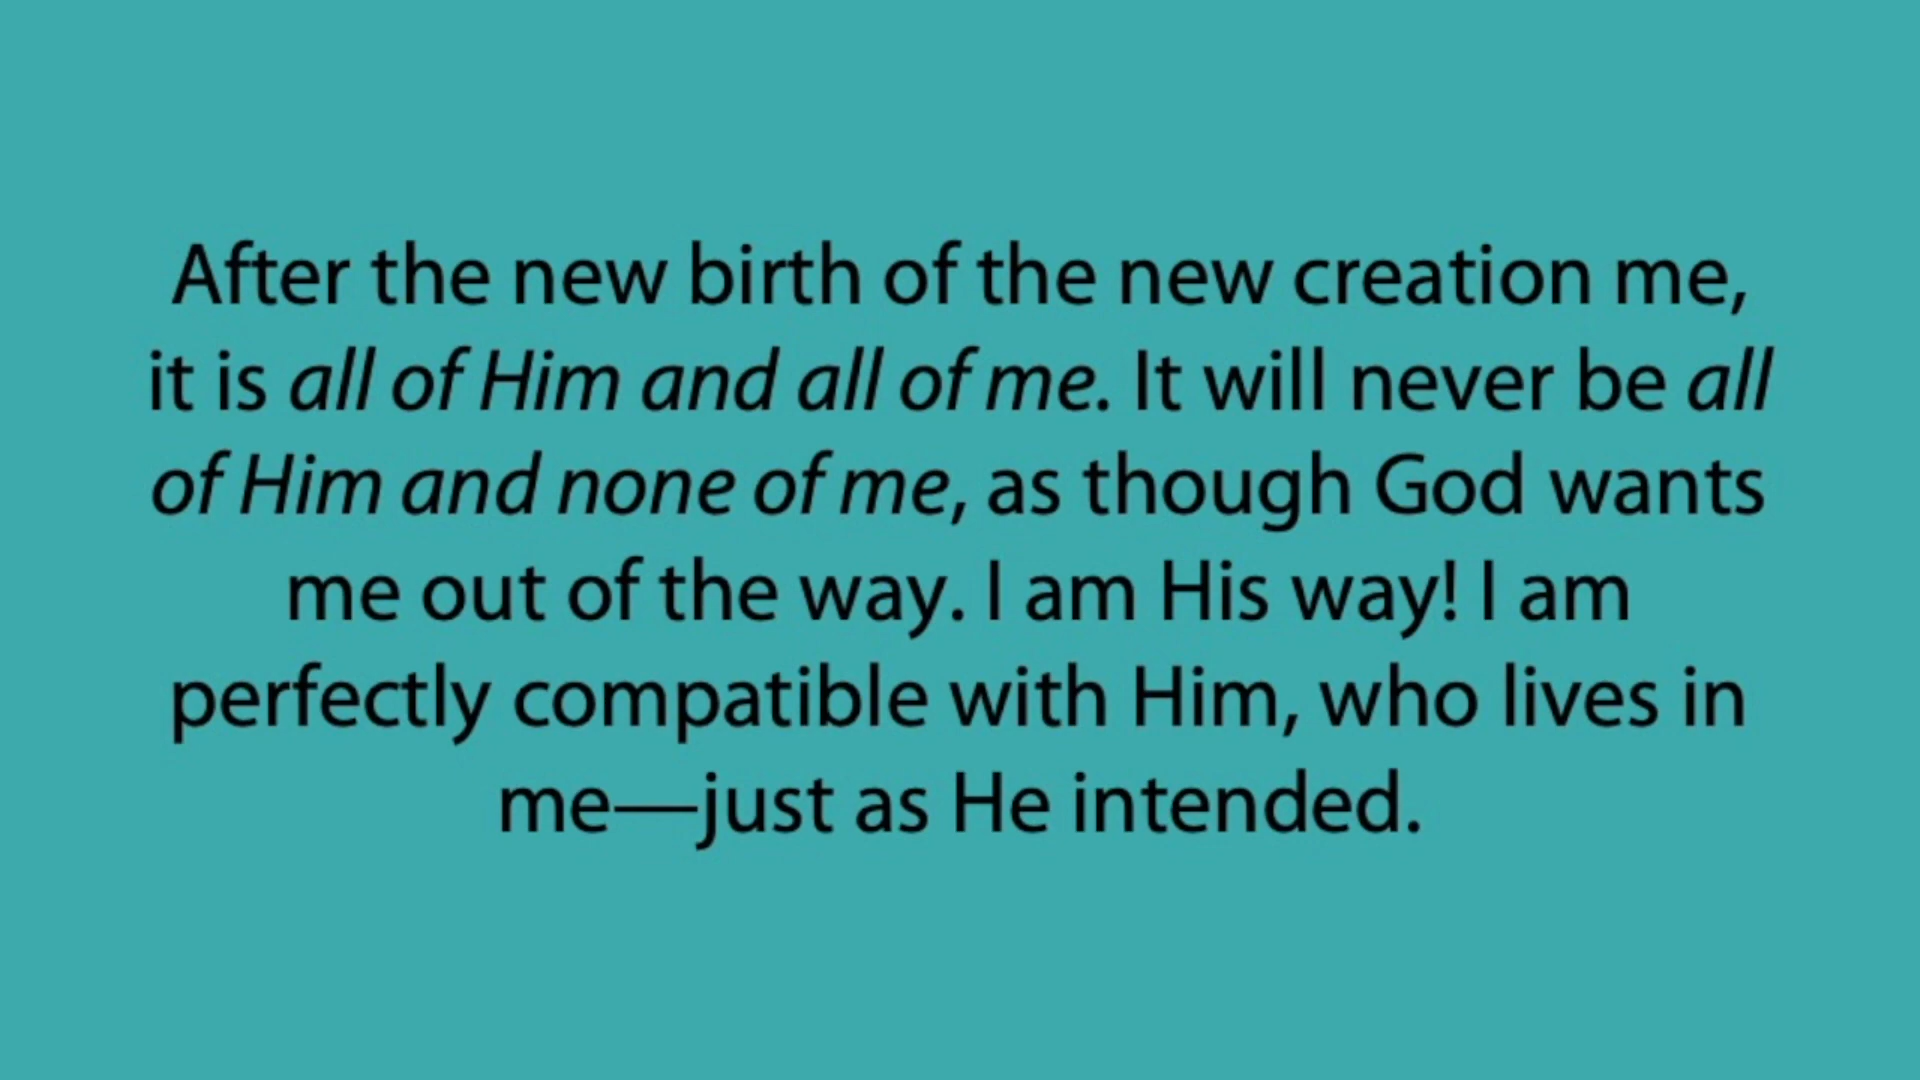 After the new birth of the new creation me,
it is all of Him and all of me. It will never be all
of Him and none of me, as though God wants
me out of the way. I am His way! I am
perfectly compatible with Him, who lives in
me—just as He intended.